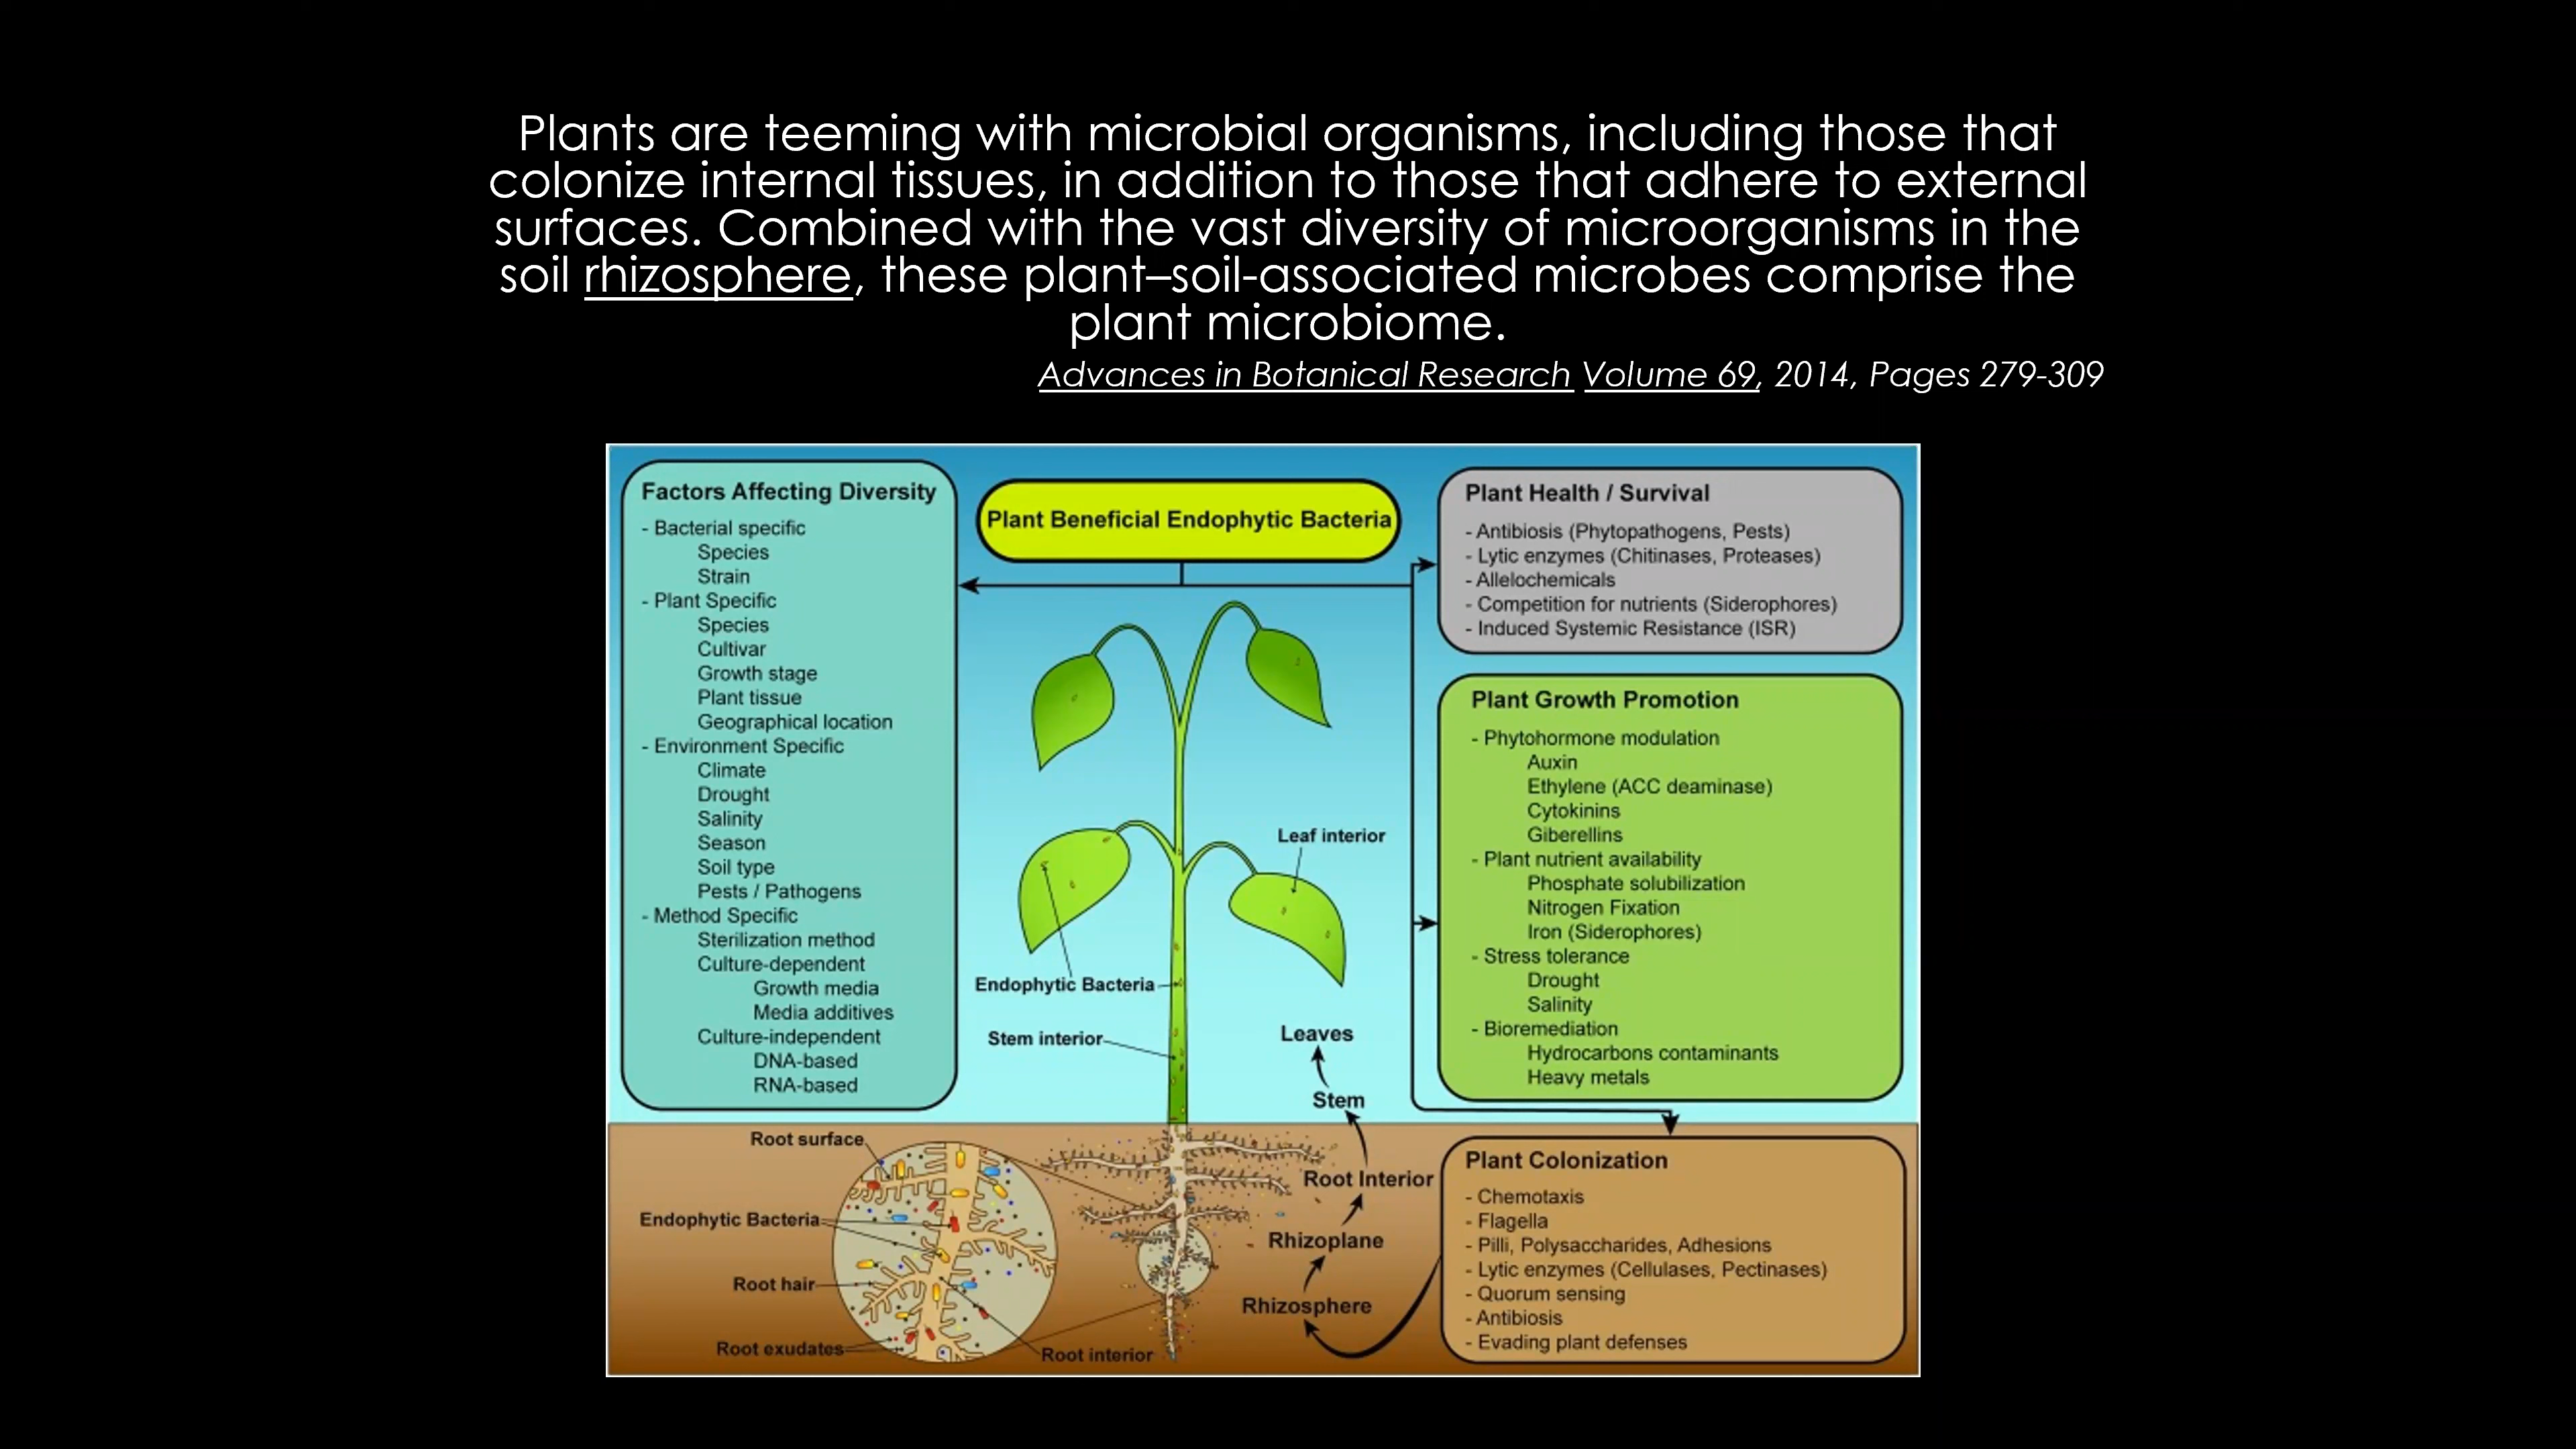 Plants are teeming with microbial organisms, including those that
colonize internal tissues, in addition to those that adhere to external
surfaces. Combined with the vast diversity of microorganisms in the
soil rhizosphere, these plant–soil-associated microbes comprise the
plant microbiome.
Advances in Botanical Research Volume 69, 2014, Pages 279-309
Factors Affecting Diversity
- Bacterial specific
Species
Strain
- Plant Specific
Species
Cultivar
Growth stage
Plant tissue
Geographical location
- Environment Specific
Climate
Drought
Salinity
Season
Soil type
Pests / Pathogens
- Method Specific
Sterilization method
Culture-dependent
Growth media
Media additives
Culture-independent
DNA-based
RNA-based
Plant Beneficial Endophytic Bacteria
Plant Health / Survival
- Antibiosis (Phytopathogens, Pests)
- Lytic enzymes (Chitinases, Proteases)
- Allelochemicals
- Competition for nutrients (Siderophores)
- Induced Systemic Resistance (ISR)
Plant Growth Promotion
- Phytohormone modulation
Auxin
Ethylene (ACC deaminase)
Cytokinins
Giberellins
- Plant nutrient availability
Phosphate solubilization
Nitrogen Fixation
Iron (Siderophores)
- Stress tolerance
Drought
Salinity
- Bioremediation
Hydrocarbons contaminants
Heavy metals
Leaf interior
Endophytic Bacteria
Stem interior
Leaves
Stem
Root Interior
Rhizoplane
Rhizosphere
Root surface
Endophytic Bacteria
Root hair
Root exudates
Root interior
Plant Colonization
- Chemotaxis
- Flagella
- Pilli, Polysaccharides, Adhesions
- Lytic enzymes (Cellulases, Pectinases)
- Quorum sensing
- Antibiosis
- Evading plant defenses